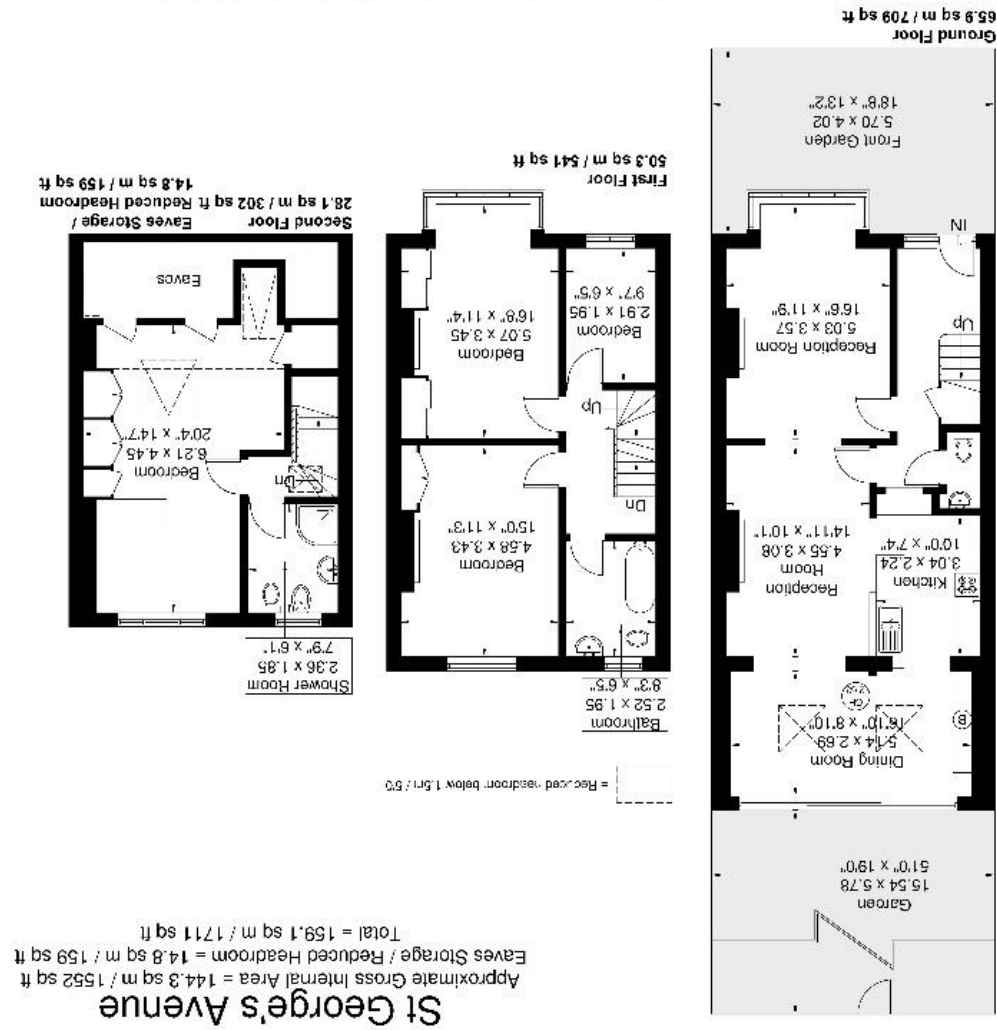 St George's Avenue
Approximate Gross Internal Area = 144.3 sq m / 1552 sq ft
Eaves Storage / Reduced Headroom = 14.8 sq m / 159 sq ft
Total = 159.1 sq m / 1711 sq ft
Garden
15.54 x 5.78
51'0" x 19'0"
= Reduced headroom below 1.5m / 5'0
Dining Room
5.14 x 2.69
16'10" x 8'10"
B
Kitchen
3.04 x 2.24
10'0" x 7'4"
Reception
Room
4.55 x 3.08
14'11" x 10'1"
Up
Reception Room
5.03 x 3.57
16'6" x 11'9"
IN
Front Garden
5.70 x 4.02
18'8" x 13'2"
Ground Floor
65.9 sq m / 709 sq ft
Bathroom
2.52 x 1.95
8'3" x 6'5"
Dn
Bedroom
4.58 x 3.43
15'0" x 11'3"
Up
Bedroom
2.91 x 1.95
9'7" x 6'5"
Bedroom
5.07 x 3.45
16'8" x 11'4"
First Floor
50.3 sq m / 541 sq ft
Shower Room
2.36 x 1.85
7'9" x 6'1"
Dn
Bedroom
6.21 x 4.45
20'4" x 14'7"
Eaves
Second Floor
28.1 sq m / 302 sq ft
Eaves Storage /
Reduced Headroom
14.8 sq m / 159 sq ft